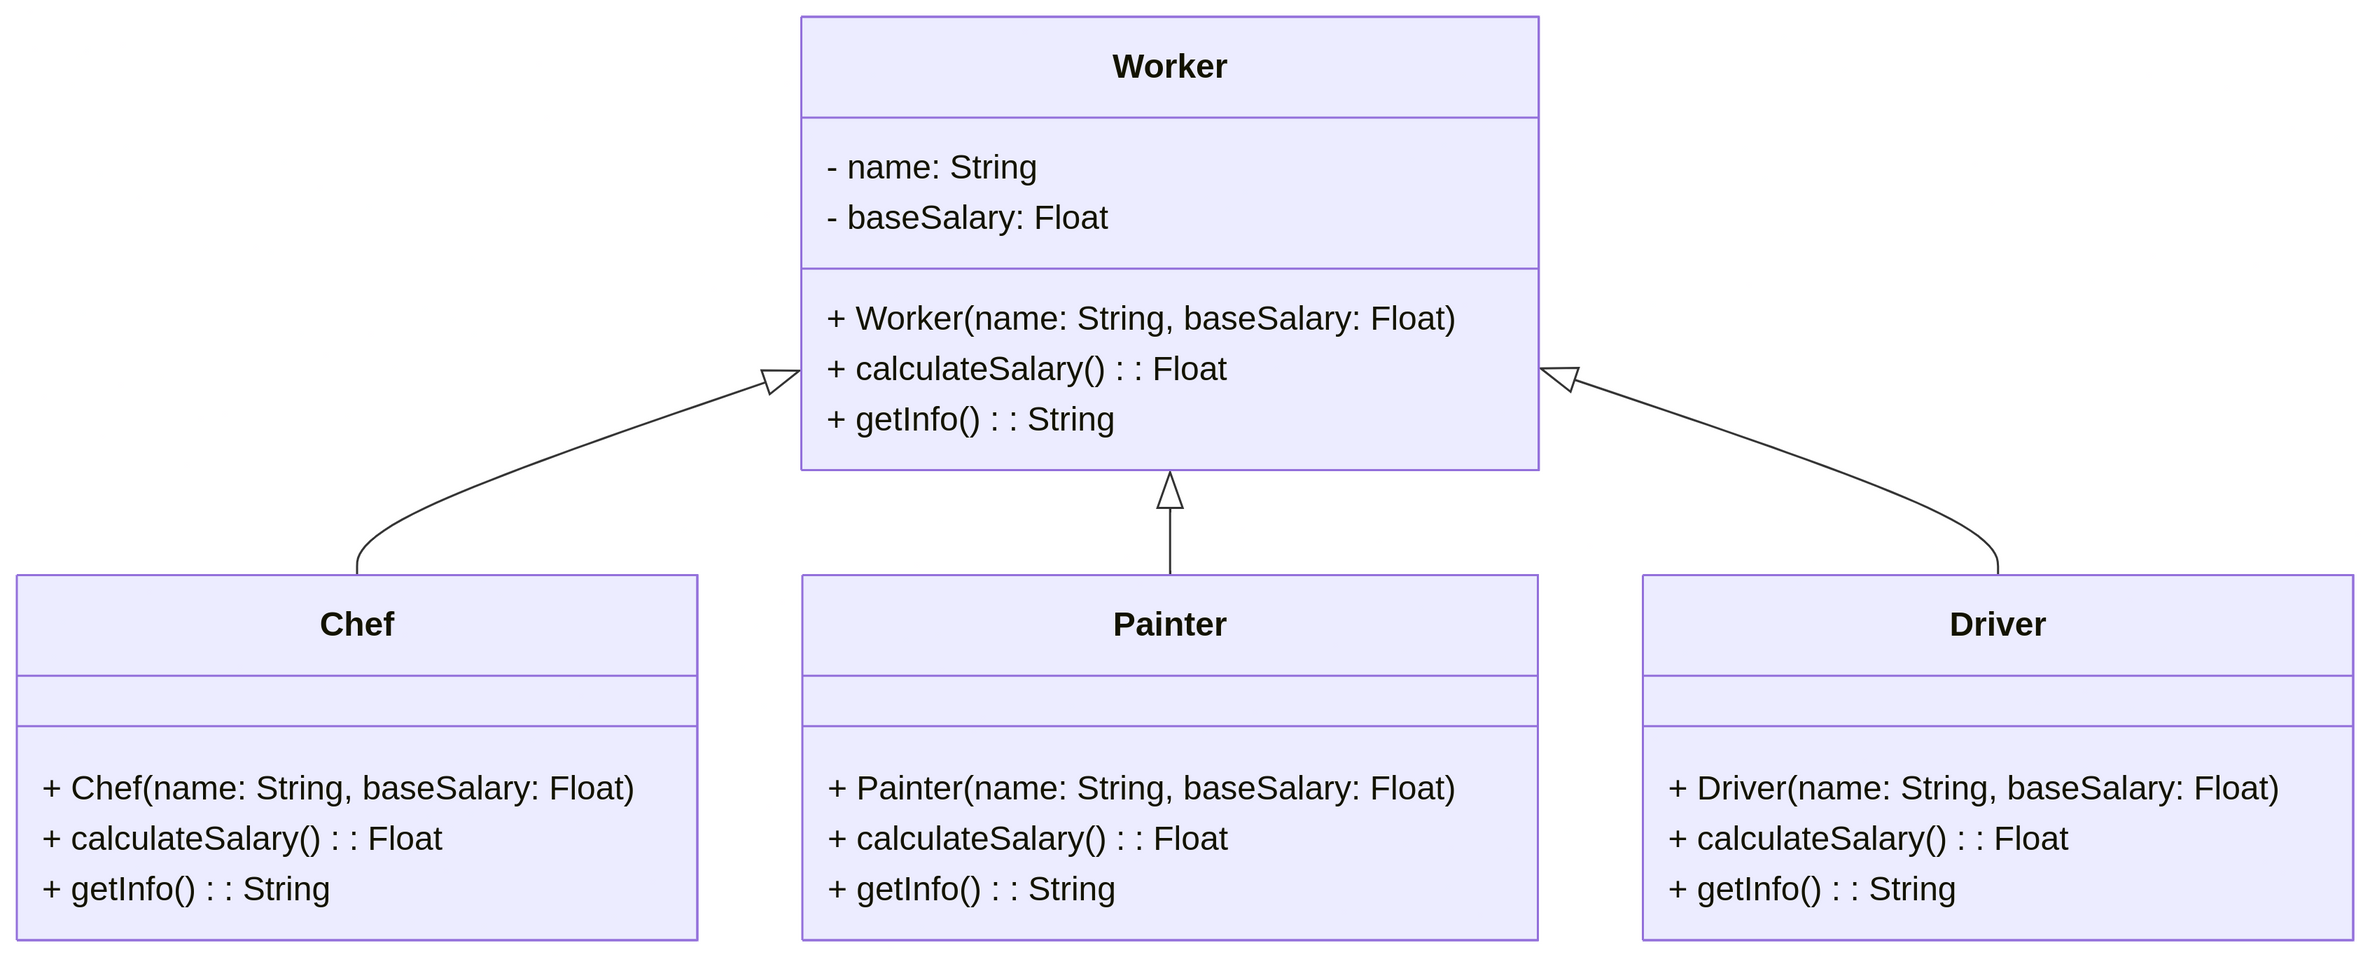 Worker
- name: String
- baseSalary: Float
+ Worker(name: String, baseSalary: Float)
+ calculateSalary() : : Float
+ getInfo() : : String
Chef
+ Chef(name: String, baseSalary: Float)
+ calculateSalary() : : Float
+ getInfo() : : String
Painter
+ Painter(name: String, baseSalary: Float)
+ calculateSalary() : : Float
+ getInfo() : : String
Driver
+ Driver(name: String, baseSalary: Float)
+ calculateSalary() : : Float
+ getInfo() : : String